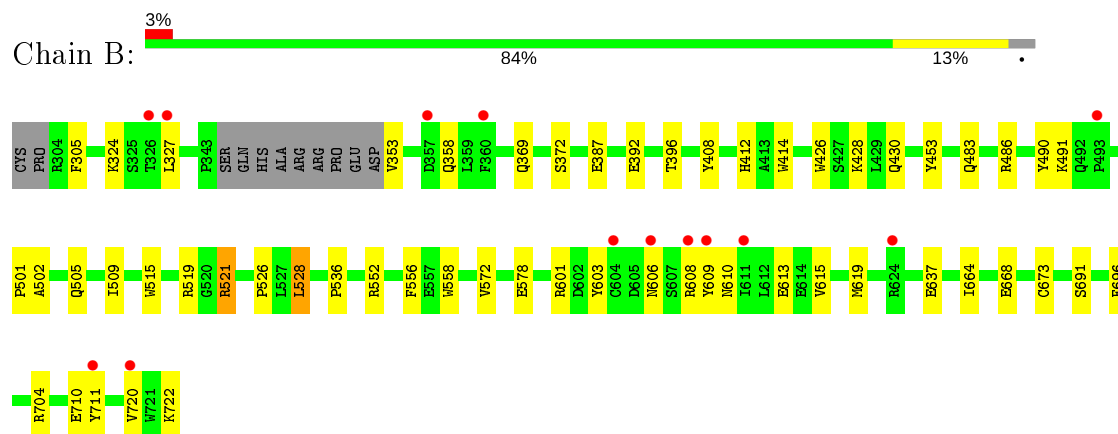 3%
Chain B:
84% 13%
CYS PRO R304 F305 K324 S325 T326 L327 P343 SER GLN HIS ALA ARG ARG PRO GLU ASP V353 D357 Q358 L359 F360 Q369 S372 E387 E392 T396 Y408 H412 A413 W414 W426 S427 K428 L429 Q430 Y453 Q483 R486 Y490 K491 Q492 P493
P501 A502 Q505 I509 W515 R519 G520 R521 P526 L527 L528 P536 R552 F556 E557 W558 V572 E578 R601 D602 Y603 C604 D605 N606 S607 R608 Y609 N610 I611 L612 E613 E614 V615 M619 R624 E637 I664 E668 C673 S691
R704 E710 Y711 V720 W721 K722